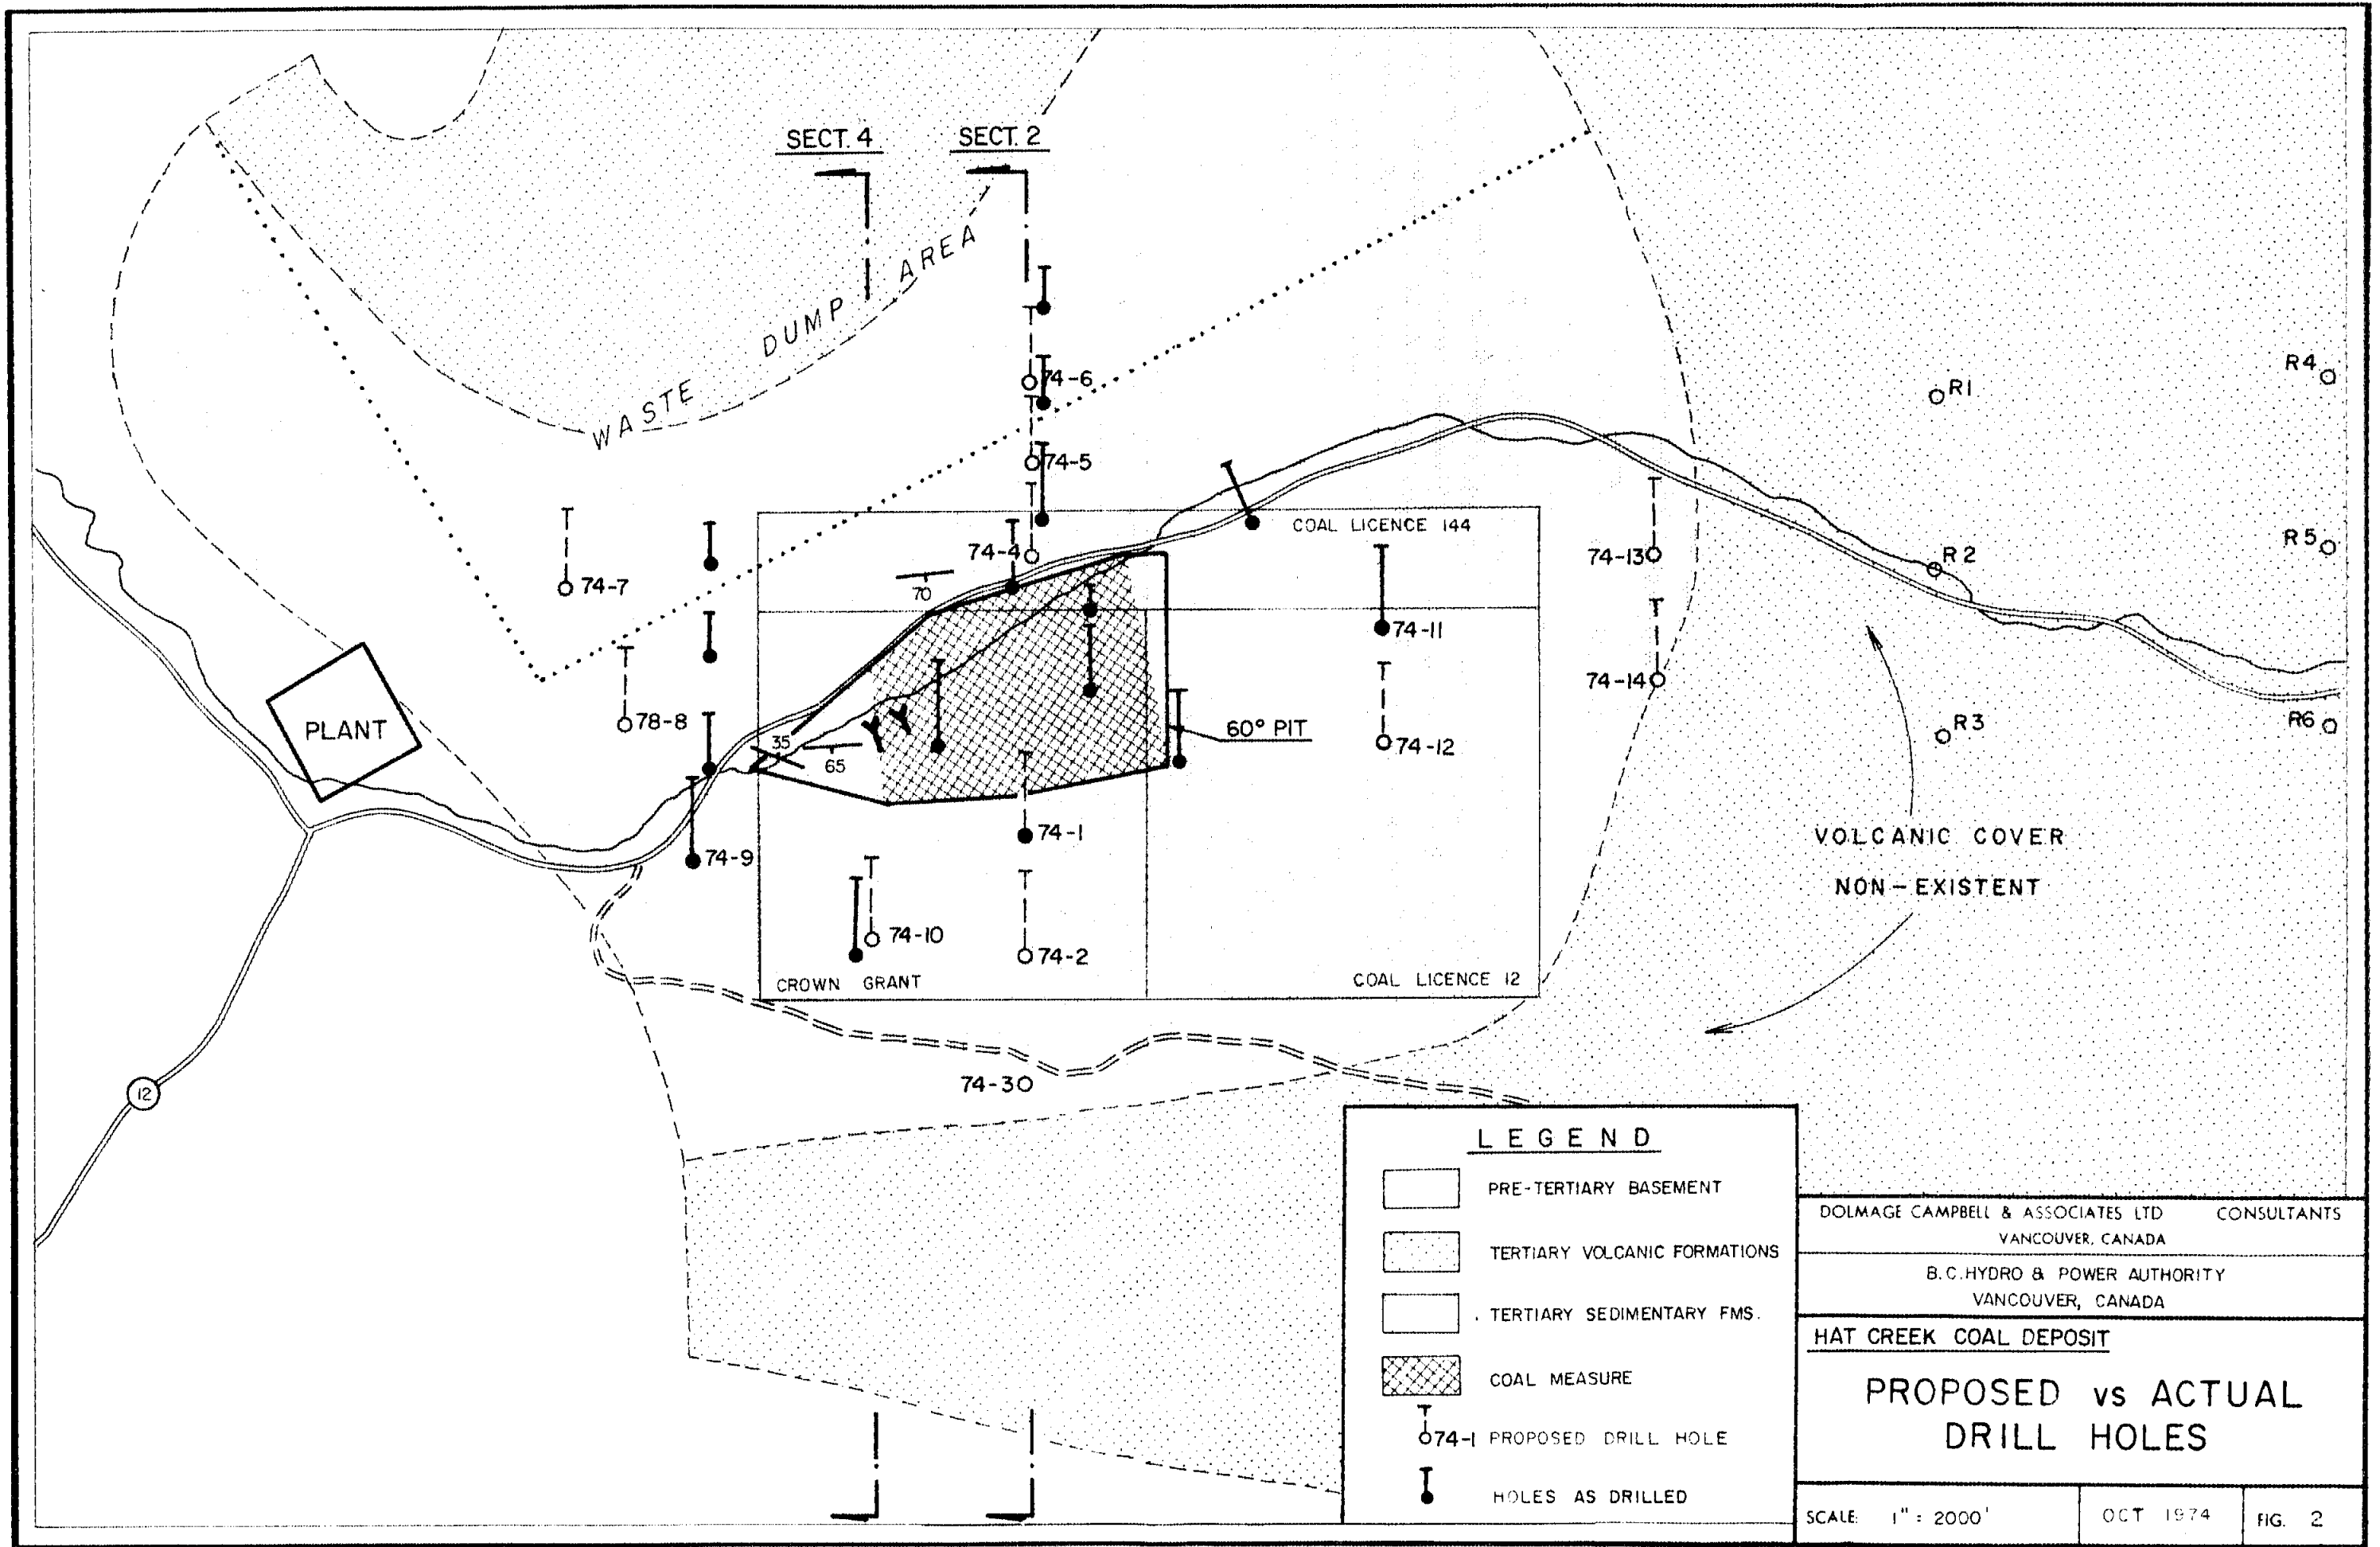 SECT. 4
SECT. 2
WASTE DUMP AREA
74-6
74-5
74-4
74-7
78-8
74-9
74-10
74-1
74-2
74-3
74-11
74-12
74-13
74-14
R1
R2
R3
R4
R5
R6
COAL LICENCE 144
70
35
65
60° PIT
PLANT
CROWN GRANT
COAL LICENCE 12
12
VOLCANIC COVER
NON-EXISTENT
LEGEND
PRE-TERTIARY BASEMENT
TERTIARY VOLCANIC FORMATIONS
TERTIARY SEDIMENTARY FMS.
COAL MEASURE
74-1 PROPOSED DRILL HOLE
HOLES AS DRILLED
DOLMAGE CAMPBELL & ASSOCIATES LTD CONSULTANTS
VANCOUVER, CANADA
B.C. HYDRO & POWER AUTHORITY
VANCOUVER, CANADA
HAT CREEK COAL DEPOSIT
PROPOSED vs ACTUAL
DRILL HOLES
SCALE: 1" : 2000'
OCT 1974
FIG. 2